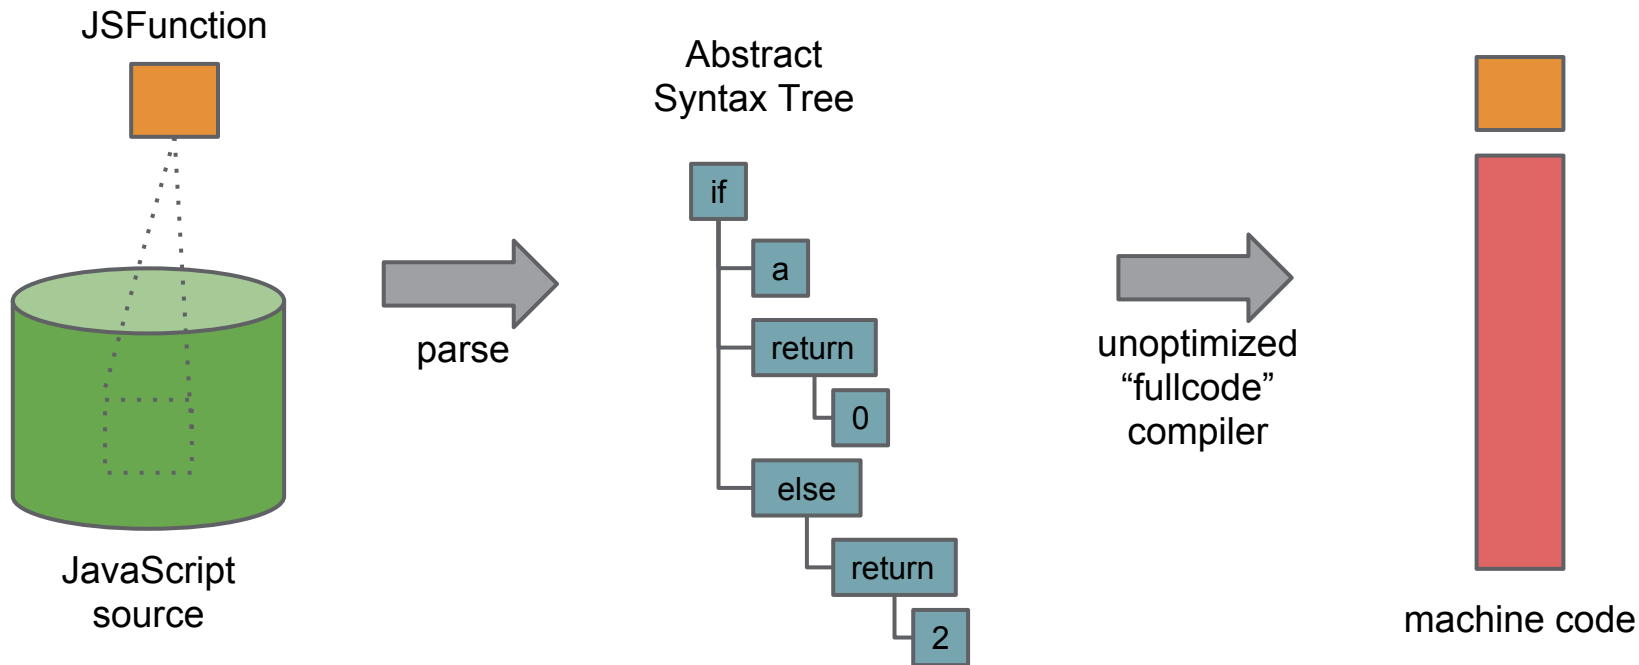 JSFunction
JavaScript
source
parse
Abstract
Syntax Tree
if
a
return
0
else
return
2
unoptimized
“fullcode”
compiler
machine code